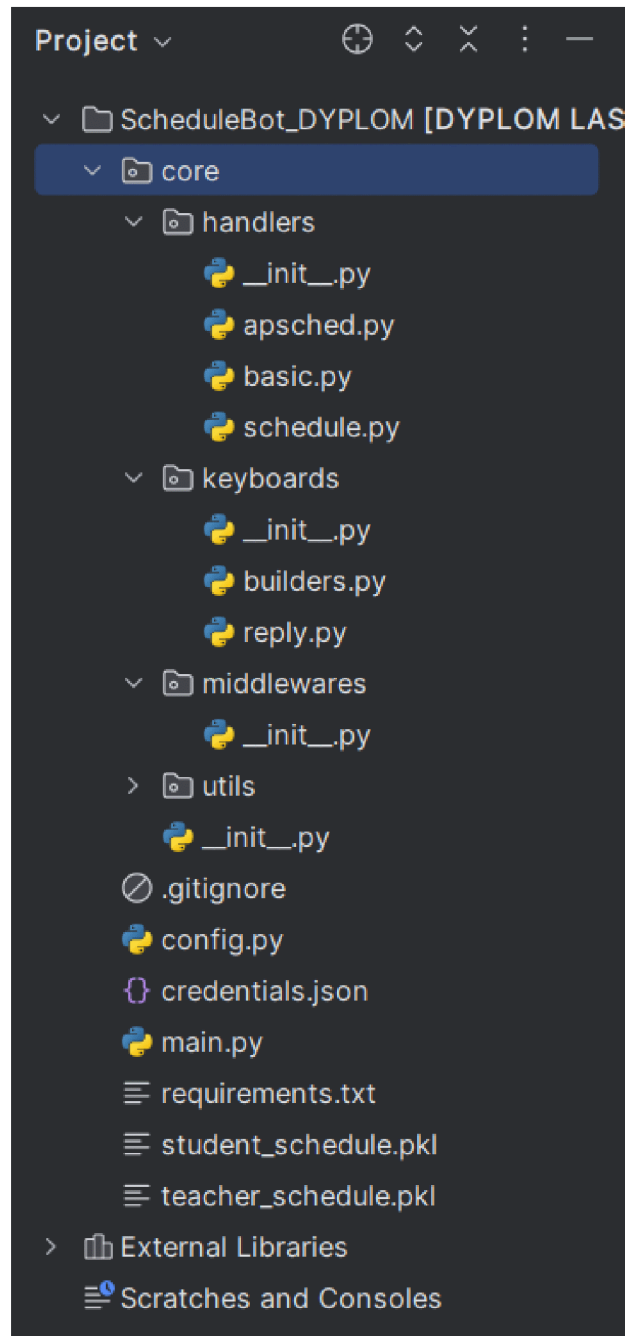 Project
ScheduleBot_DYPLOM [DYPLOM LAS
core
handlers
__init__.py
apsched.py
basic.py
schedule.py
keyboards
__init__.py
builders.py
reply.py
middlewares
__init__.py
utils
__init__.py
.gitignore
config.py
credentials.json
main.py
requirements.txt
student_schedule.pkl
teacher_schedule.pkl
External Libraries
Scratches and Consoles